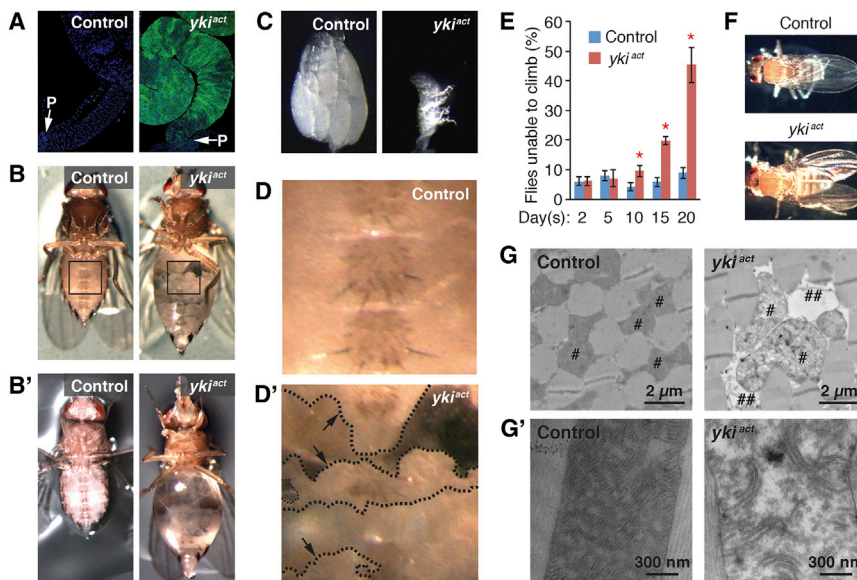 A
Control
yki^act
P
P
B
Control
yki^act
B'
Control
yki^act
C
Control
yki^act
D
Control
D'
yki^act
E
Control
yki^act
Flies unable to climb (%)
60
50
40
30
20
10
0
*
*
*
Day(s): 2 5 10 15 20
F
Control
yki^act
G
Control
#
#
#
#
2 µm
yki^act
##
#
#
##
2 µm
G'
Control
300 nm
yki^act
300 nm